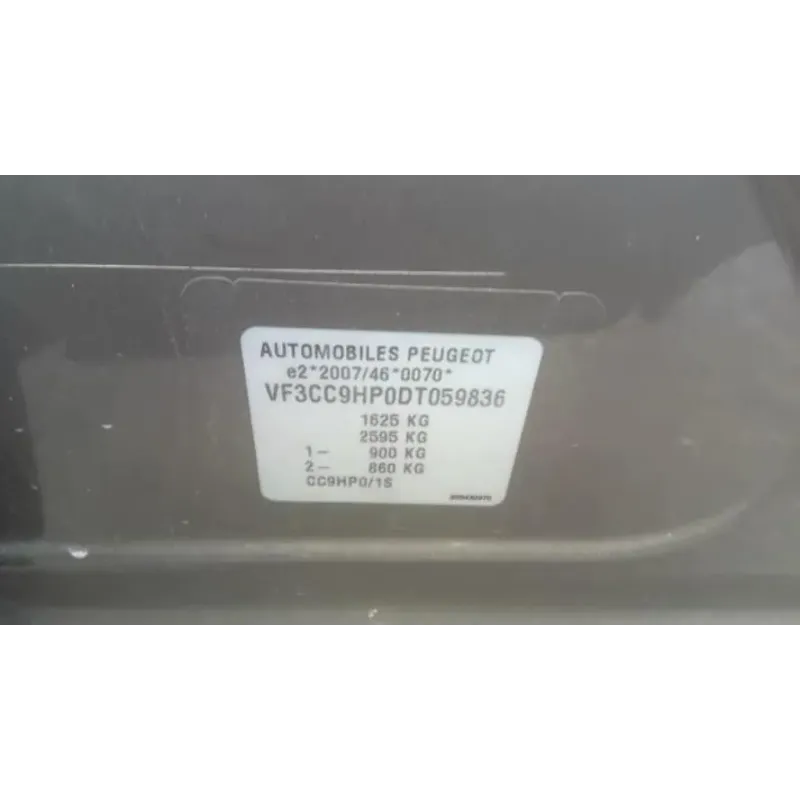 AUTOMOBILES PEUGEOT
e2*2007/46*0070*
VF3CC9HP0DT059836
1625 KG
2595 KG
1- 900 KG
2- 860 KG
CC9HP0/1S